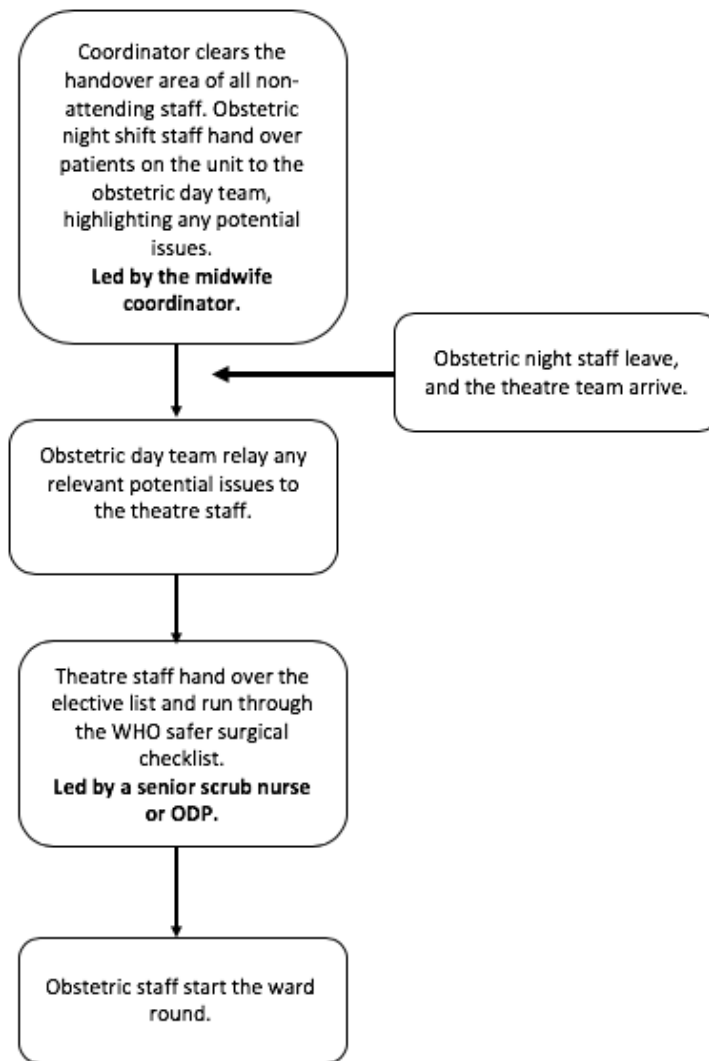 Coordinator clears the
handover area of all non-
attending staff. Obstetric
night shift staff hand over
patients on the unit to the
obstetric day team,
highlighting any potential
issues.
Led by the midwife
coordinator.
Obstetric night staff leave,
and the theatre team arrive.
Obstetric day team relay any
relevant potential issues to
the theatre staff.
Theatre staff hand over the
elective list and run through
the WHO safer surgical
checklist.
Led by a senior scrub nurse
or ODP.
Obstetric staff start the ward
round.